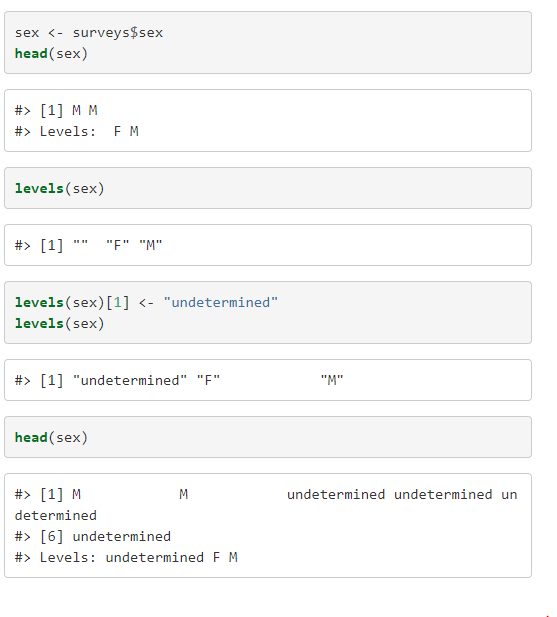 sex <- surveys$sex
head(sex)
#> [1] M M
#> Levels:  F M
levels(sex)
#> [1] ""  "F" "M"
levels(sex)[1] <- "undetermined"
levels(sex)
#> [1] "undetermined" "F"            "M"
head(sex)
#> [1] M            M            undetermined undetermined un
determined
#> [6] undetermined
#> Levels: undetermined F M